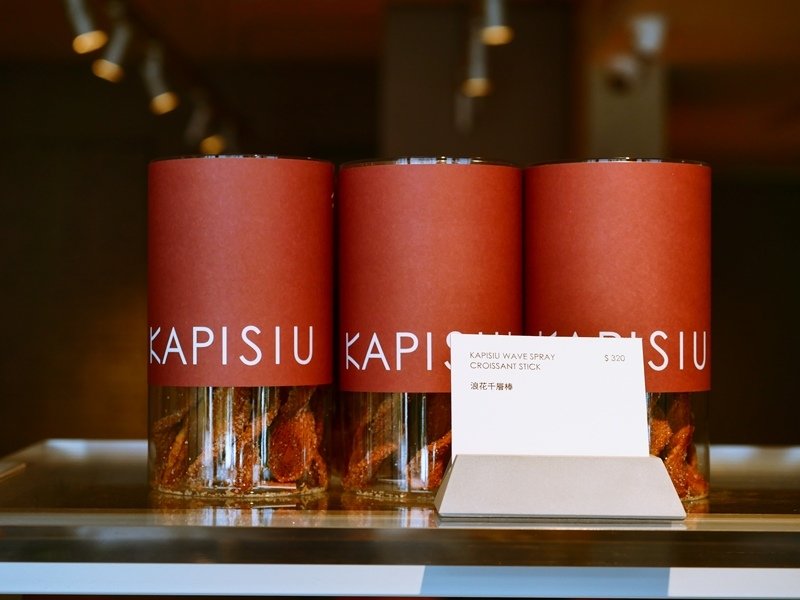 KAPISIU
KAPISIU
KAPISIU
KAPISIU WAVE SPRAY $ 320
CROISSANT STICK
浪花千層棒